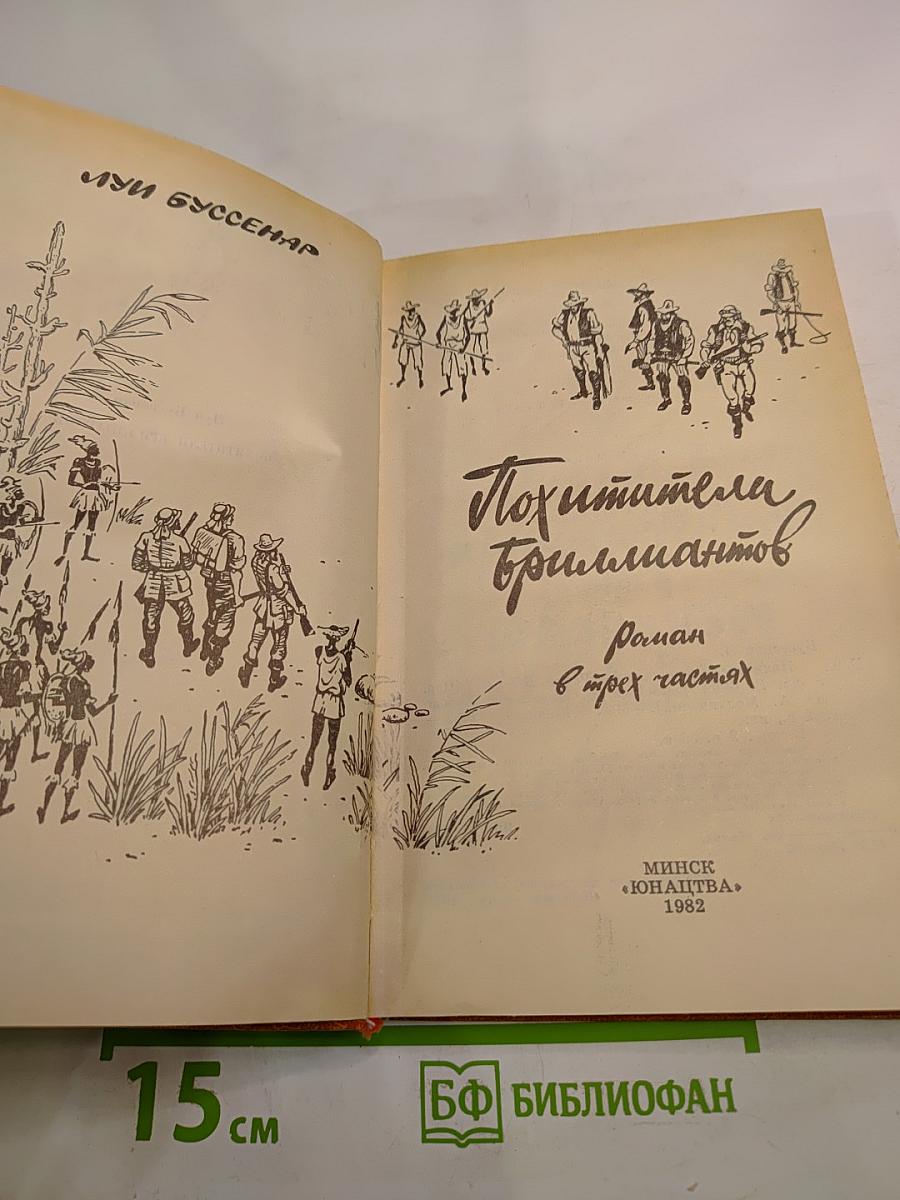 ЛУИ БУССЕНАР
Похитители
бриллиантов
Роман
в трех частях
МИНСК
«ЮНАЦТВА»
1982
15 см
БФ БИБЛИОФАН